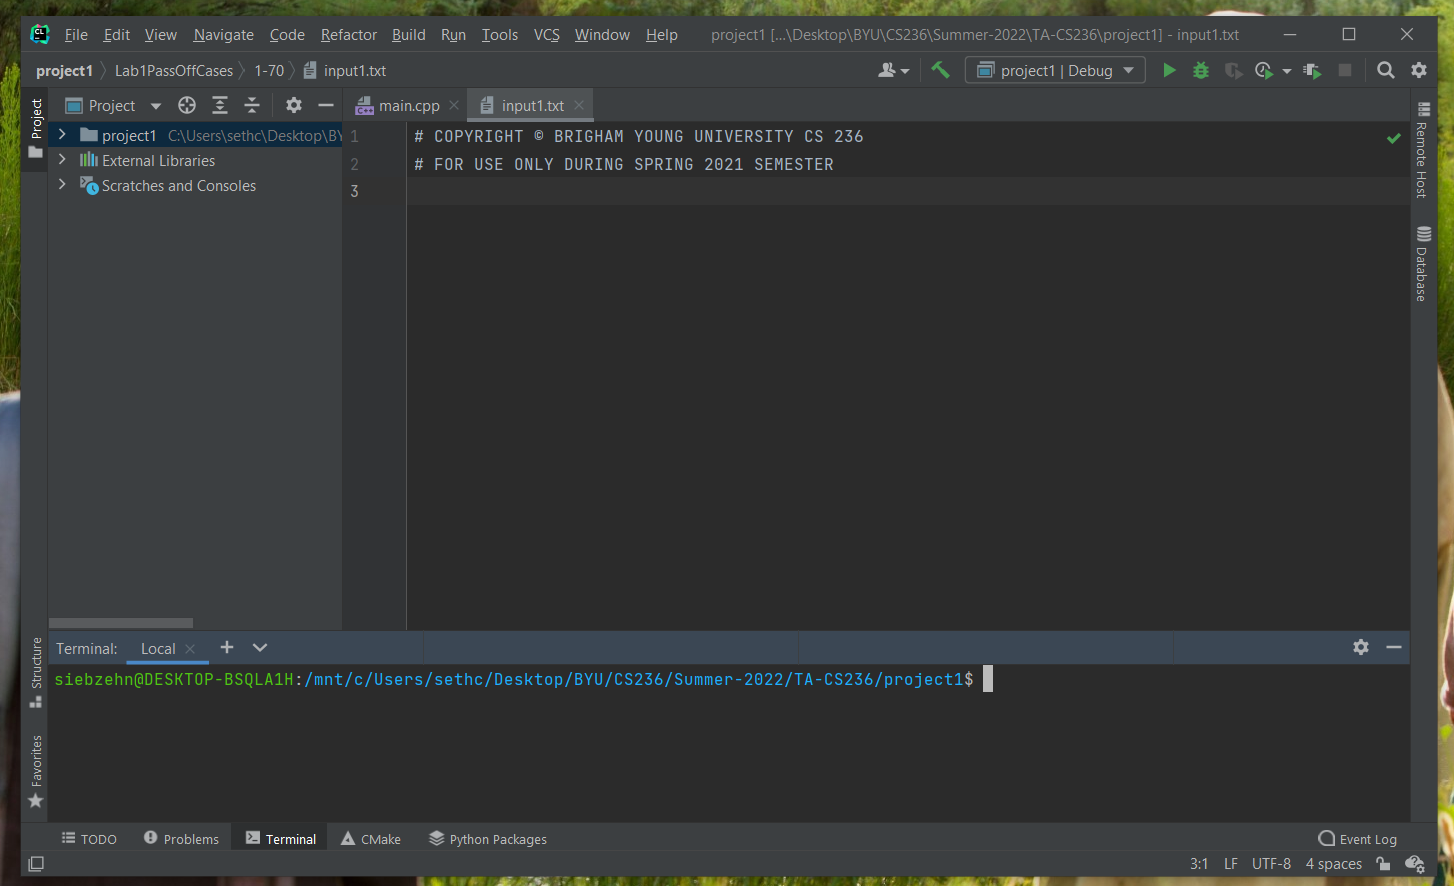 CL
File Edit View Navigate Code Refactor Build Run Tools VCS Window Help project1 [...\Desktop\BYU\CS236\Summer-2022\TA-CS236\project1] - input1.txt
project1 Lab1PassOffCases 1-70 input1.txt project1 | Debug
Project
Project main.cpp input1.txt
project1 C:\Users\sethc\Desktop\BY
External Libraries
Scratches and Consoles
1 # COPYRIGHT © BRIGHAM YOUNG UNIVERSITY CS 236
2 # FOR USE ONLY DURING SPRING 2021 SEMESTER
3
Remote Host
Database
Structure
Favorites
Terminal: Local
siebzehn@DESKTOP-BSQLA1H:/mnt/c/Users/sethc/Desktop/BYU/CS236/Summer-2022/TA-CS236/project1$
TODO Problems Terminal CMake Python Packages Event Log
3:1 LF UTF-8 4 spaces